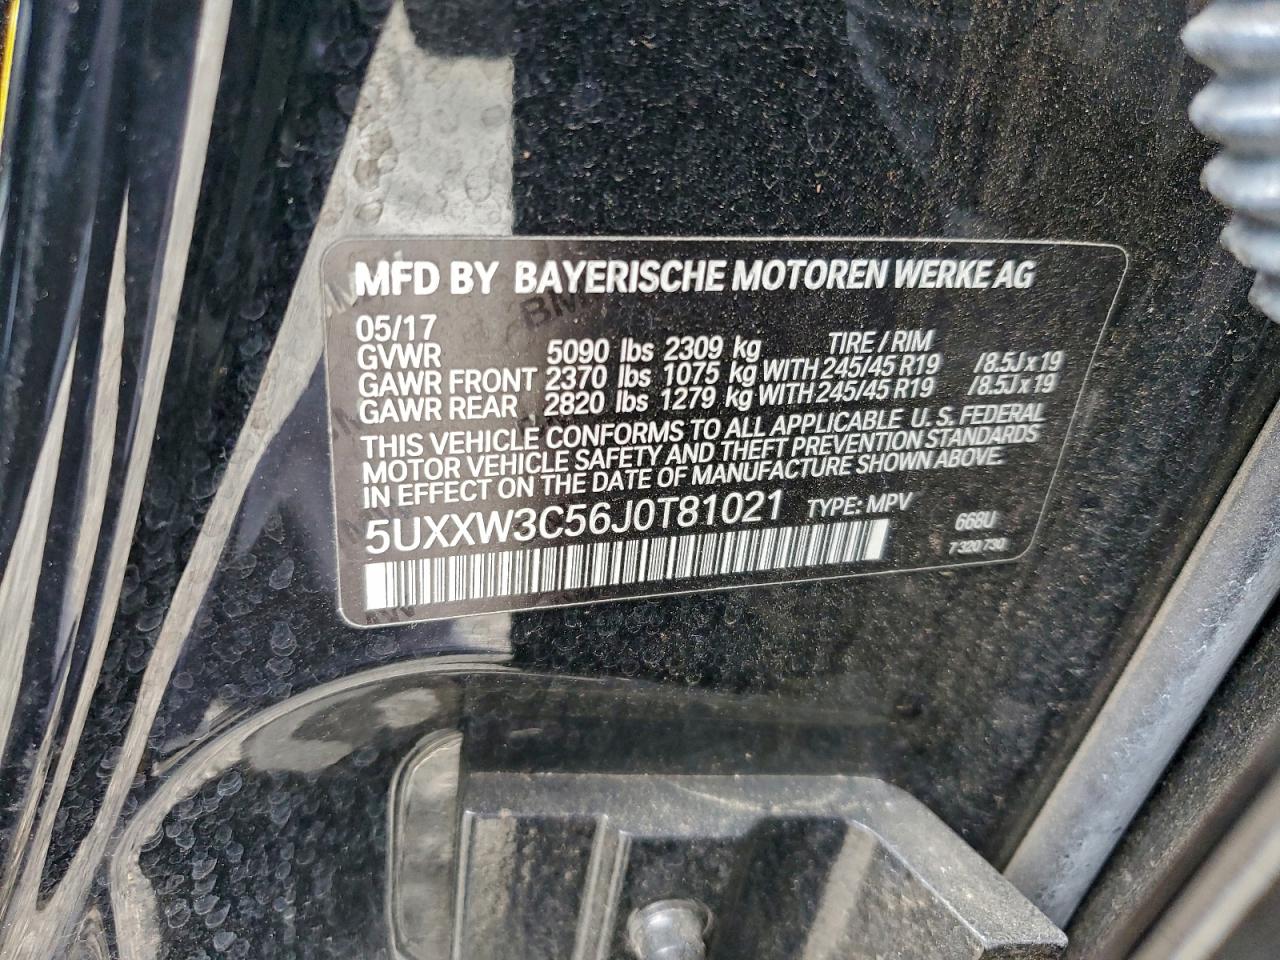 MFD BY BAYERISCHE MOTOREN WERKE AG
05/17
TIRE / RIM
GVWR 5090 lbs 2309 kg
GAWR FRONT 2370 lbs 1075 kg WITH 245/45 R19 /8.5J x 19
GAWR REAR 2820 lbs 1279 kg WITH 245/45 R19 /8.5J x 19
THIS VEHICLE CONFORMS TO ALL APPLICABLE U. S. FEDERAL
MOTOR VEHICLE SAFETY AND THEFT PREVENTION STANDARDS
IN EFFECT ON THE DATE OF MANUFACTURE SHOWN ABOVE.
5UXXW3C56J0T81021 TYPE: MPV
668U
7320730